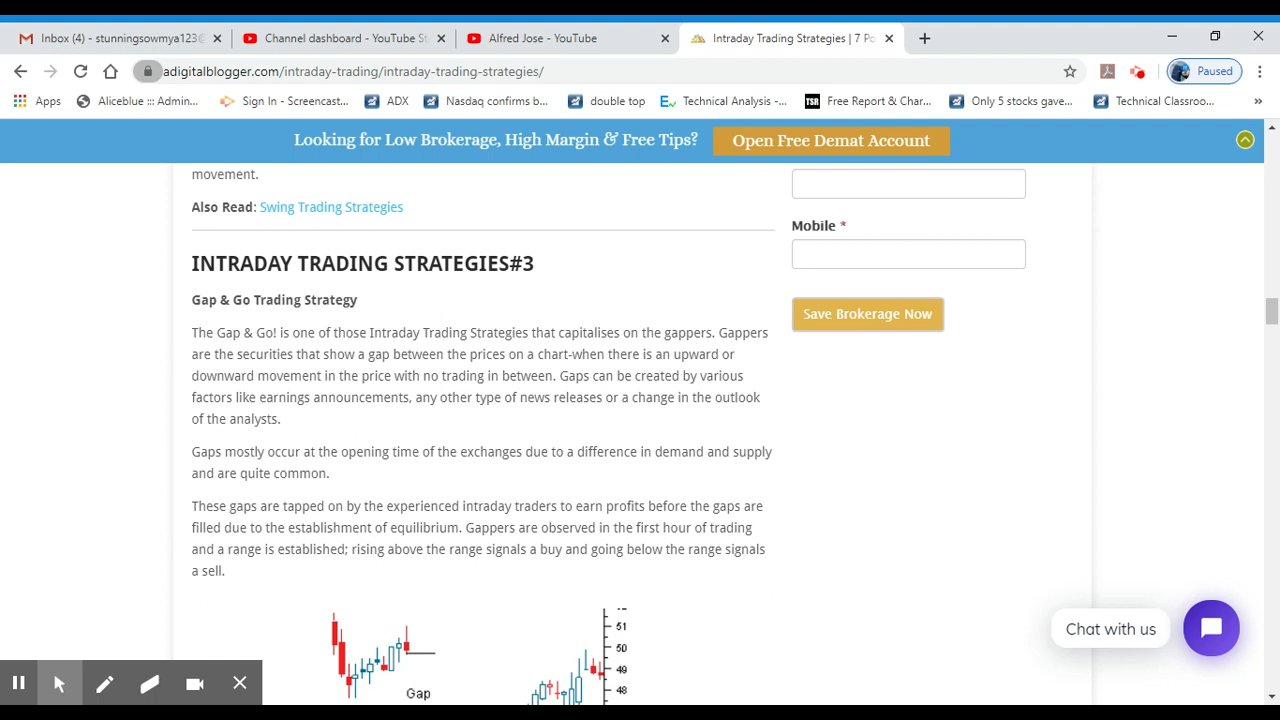 Inbox (4) - stunningsowmya123@
Channel dashboard - YouTube St
Alfred Jose - YouTube
Intraday Trading Strategies | 7 Po
adigitalblogger.com/intraday-trading/intraday-trading-strategies/
Paused
Apps
Aliceblue ::: Admin...
Sign In - Screencast...
ADX
Nasdaq confirms b...
double top
Technical Analysis -...
TSR
Free Report & Char...
Only 5 stocks gave...
Technical Classroo...
Looking for Low Brokerage, High Margin & Free Tips?
Open Free Demat Account
movement.
Also Read: Swing Trading Strategies
INTRADAY TRADING STRATEGIES#3
Gap & Go Trading Strategy
The Gap & Go! is one of those Intraday Trading Strategies that capitalises on the gappers. Gappers
are the securities that show a gap between the prices on a chart-when there is an upward or
downward movement in the price with no trading in between. Gaps can be created by various
factors like earnings announcements, any other type of news releases or a change in the outlook
of the analysts.
Gaps mostly occur at the opening time of the exchanges due to a difference in demand and supply
and are quite common.
These gaps are tapped on by the experienced intraday traders to earn profits before the gaps are
filled due to the establishment of equilibrium. Gappers are observed in the first hour of trading
and a range is established; rising above the range signals a buy and going below the range signals
a sell.
Gap
51
50
49
48
Mobile *
Save Brokerage Now
Chat with us